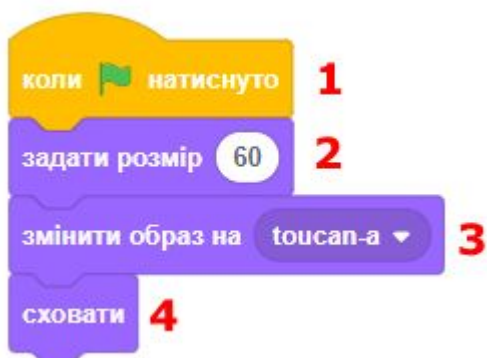 коли натиснуто 1
задати розмір 60 2
змінити образ на toucan-a 3
сховати 4